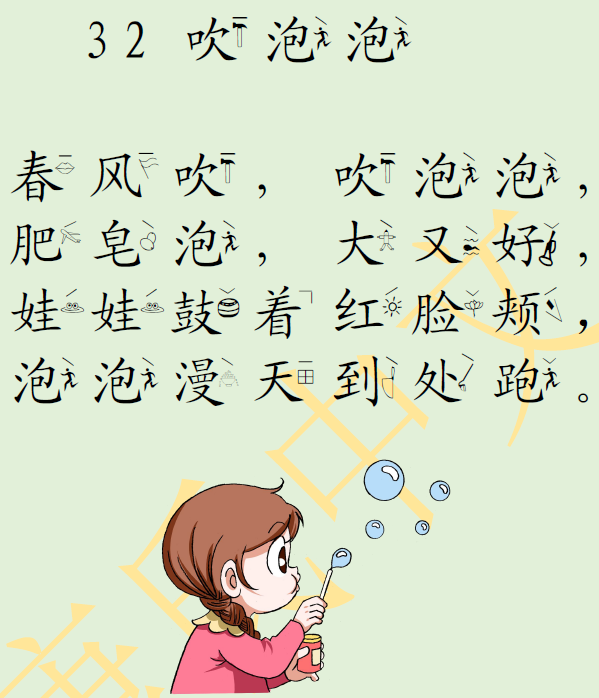 32 吹泡泡
春风吹，吹泡泡，
肥皂泡，大又好，
娃娃鼓着红脸颊，
泡泡漫天到处跑。